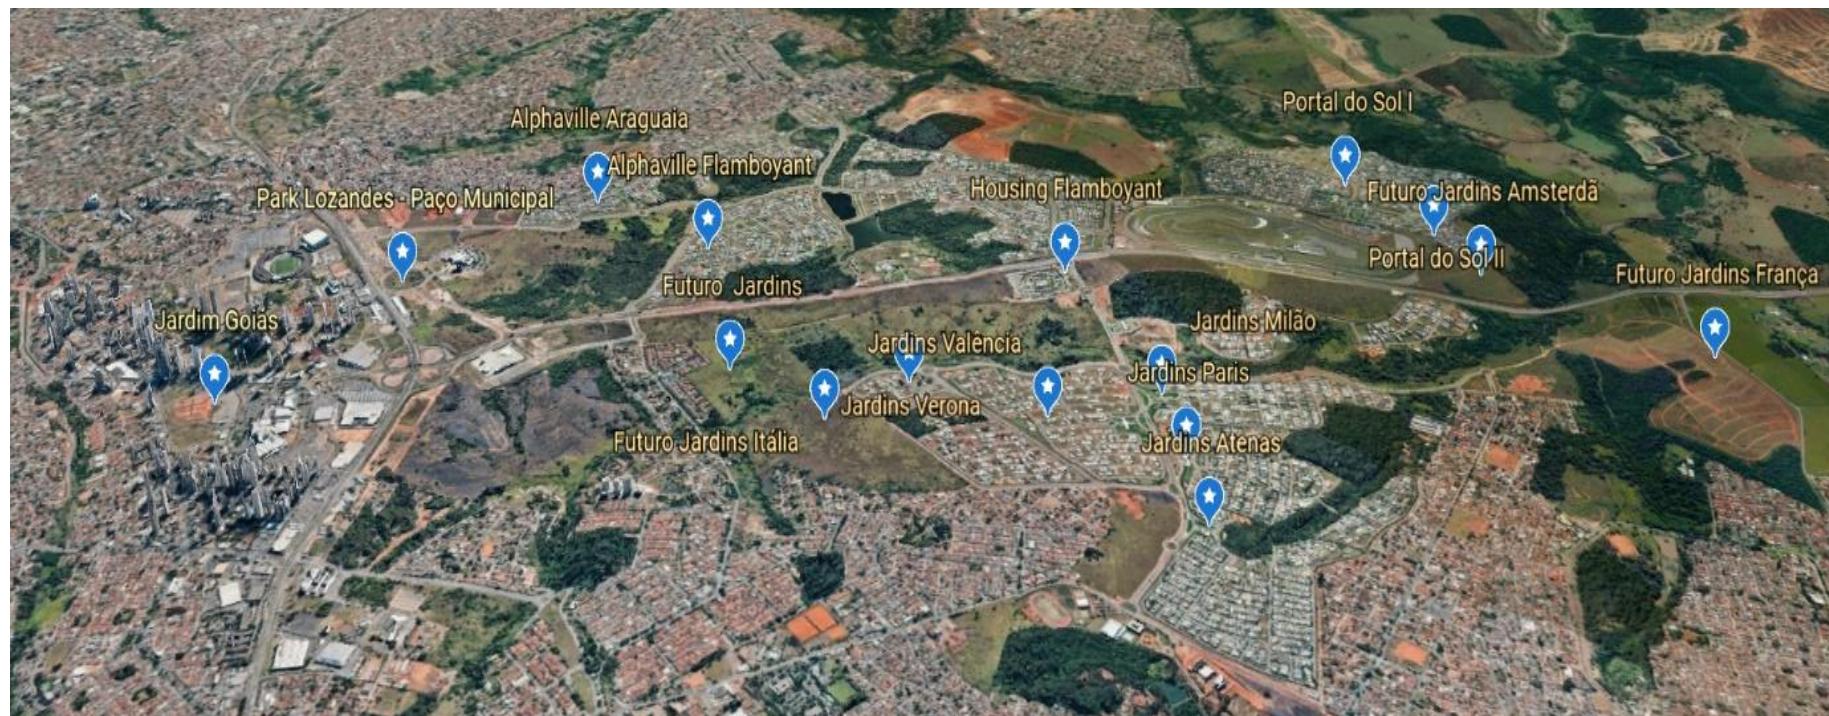 Portal do Sol I
Alphaville Araguaia
Alphaville Flamboyant
Housing Flamboyant
Futuro Jardins Amsterdã
Park Lozandes - Paço Municipal
Portal do Sol II
Futuro Jardins França
Futuro Jardins
Jardim Goiás
Jardins Milão
Jardins Valência
Jardins Paris
Jardins Verona
Futuro Jardins Itália
Jardins Atenas